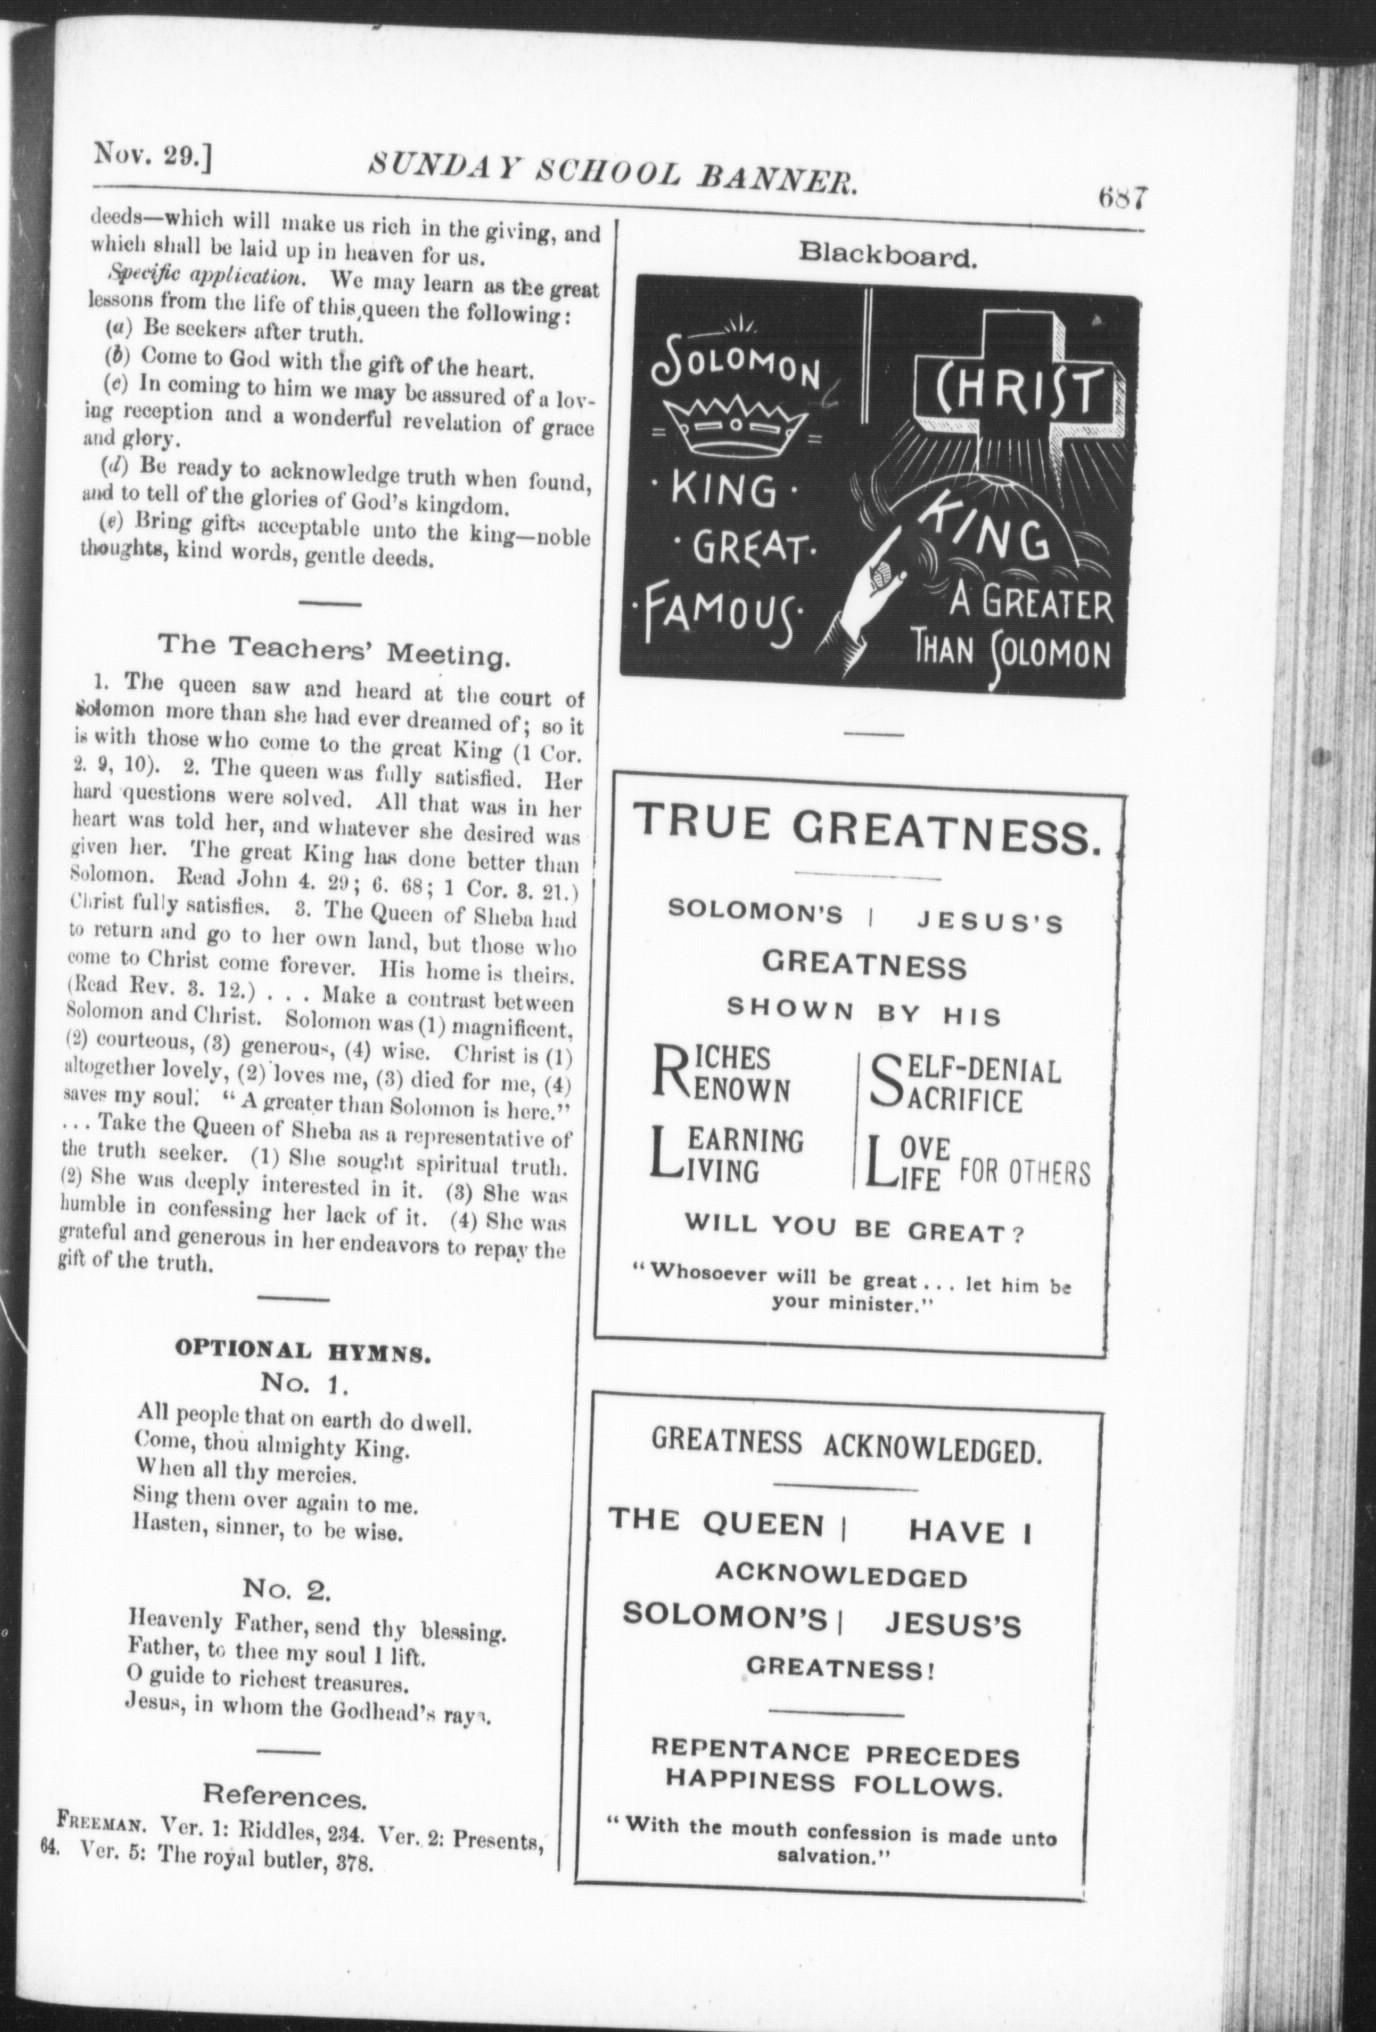 Nov. 29.]
SUNDAY SCHOOL BANNER.
687
deeds—which will make us rich in the giving, and
which shall be laid up in heaven for us.
Specific application. We may learn as the great
lessons from the life of this queen the following:
(a) Be seekers after truth.
(b) Come to God with the gift of the heart.
(c) In coming to him we may be assured of a lov-
ing reception and a wonderful revelation of grace
and glory.
(d) Be ready to acknowledge truth when found,
and to tell of the glories of God's kingdom.
(e) Bring gifts acceptable unto the king—noble
thoughts, kind words, gentle deeds.
The Teachers' Meeting.
1. The queen saw and heard at the court of
Solomon more than she had ever dreamed of; so it
is with those who come to the great King (1 Cor.
2. 9, 10). 2. The queen was fully satisfied. Her
hard questions were solved. All that was in her
heart was told her, and whatever she desired was
given her. The great King has done better than
Solomon. Read John 4. 29; 6. 68; 1 Cor. 3. 21.)
Christ fully satisfies. 3. The Queen of Sheba had
to return and go to her own land, but those who
come to Christ come forever. His home is theirs.
(Read Rev. 3. 12.) . . . Make a contrast between
Solomon and Christ. Solomon was (1) magnificent,
(2) courteous, (3) generous, (4) wise. Christ is (1)
altogether lovely, (2) loves me, (3) died for me, (4)
saves my soul. "A greater than Solomon is here."
. . . Take the Queen of Sheba as a representative of
the truth seeker. (1) She sought spiritual truth.
(2) She was deeply interested in it. (3) She was
humble in confessing her lack of it. (4) She was
grateful and generous in her endeavors to repay the
gift of the truth.
OPTIONAL HYMNS.
No. 1.
All people that on earth do dwell.
Come, thou almighty King.
When all thy mercies.
Sing them over again to me.
Hasten, sinner, to be wise.
No. 2.
Heavenly Father, send thy blessing.
Father, to thee my soul I lift.
O guide to richest treasures.
Jesus, in whom the Godhead's rays.
References.
FREEMAN. Ver. 1: Riddles, 234. Ver. 2: Presents,
64. Ver. 5: The royal butler, 378.
Blackboard.
SOLOMON
KING
GREAT
FAMOUS
CHRIST
KING
A GREATER
THAN SOLOMON
TRUE GREATNESS.
SOLOMON'S | JESUS'S
GREATNESS
SHOWN BY HIS
RICHES
RENOWN
LEARNING
LIVING
SELF-DENIAL
SACRIFICE
LOVE
LIFE FOR OTHERS
WILL YOU BE GREAT?
"Whosoever will be great . . . let him be
your minister."
GREATNESS ACKNOWLEDGED.
THE QUEEN | HAVE I
ACKNOWLEDGED
SOLOMON'S | JESUS'S
GREATNESS!
REPENTANCE PRECEDES
HAPPINESS FOLLOWS.
"With the mouth confession is made unto
salvation."